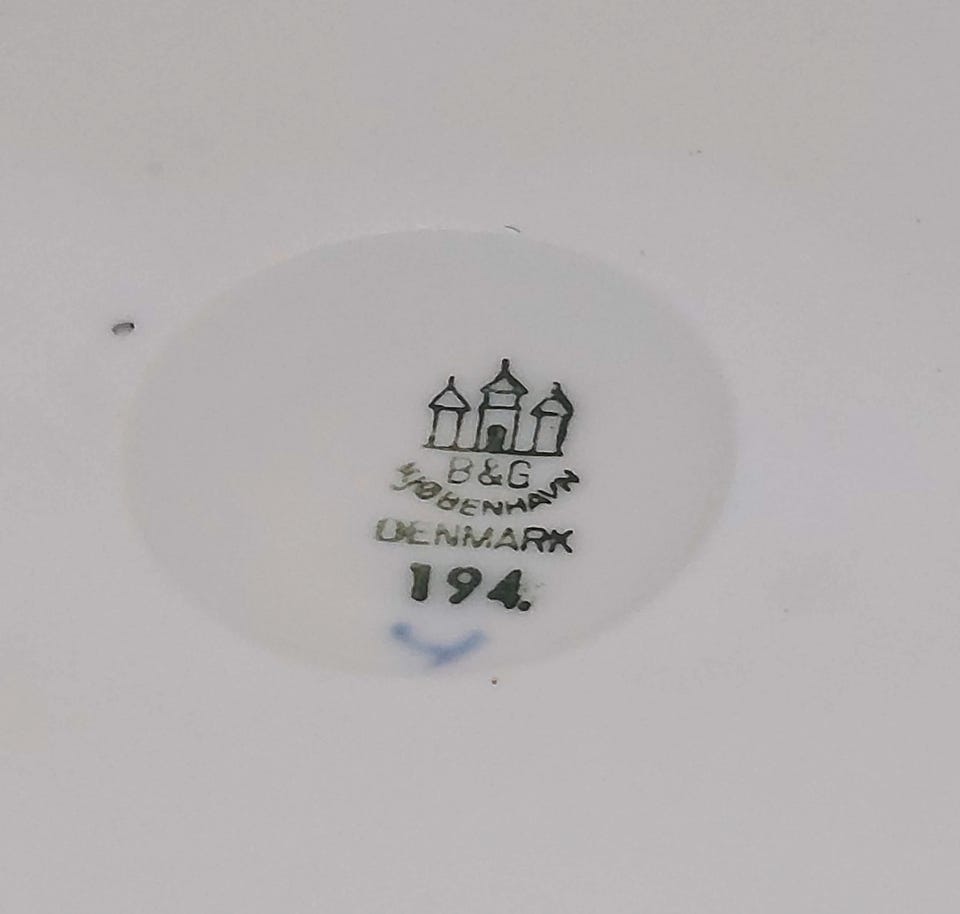 B&G
KJØBENHAVN
DENMARK
194.